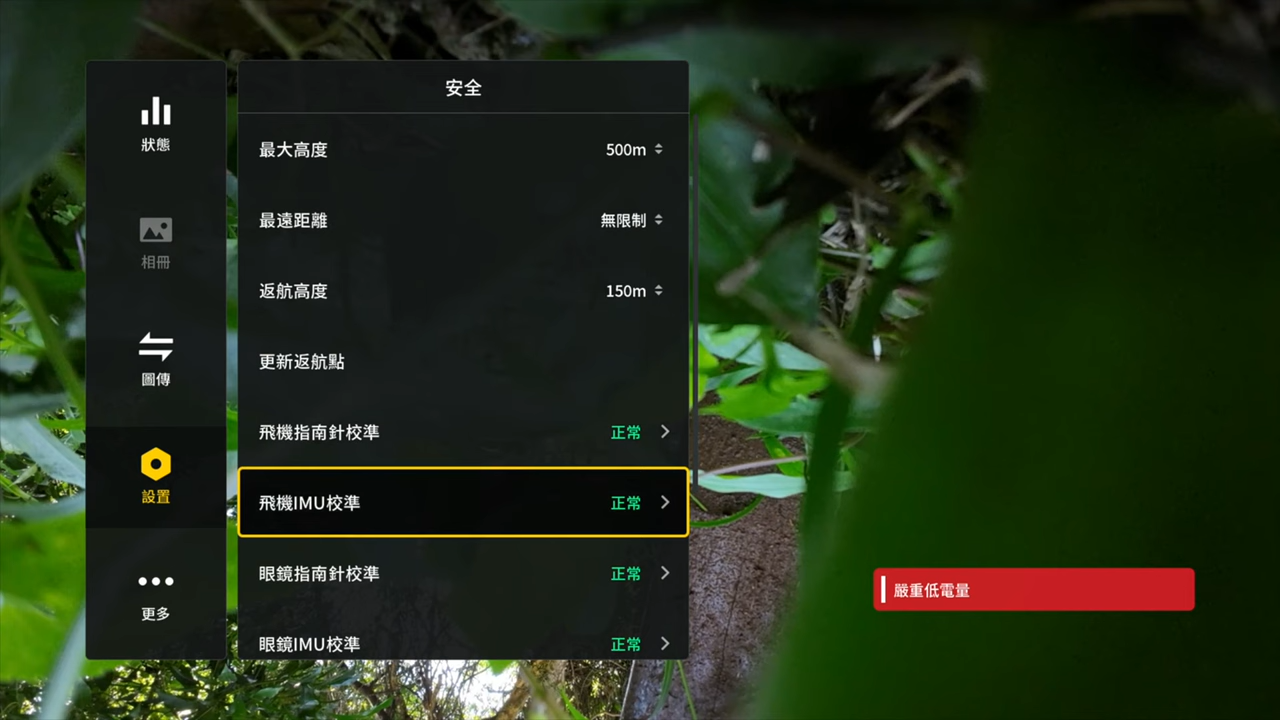 狀態
相冊
圖傳
設置
更多
安全
最大高度 500m
最遠距離 無限制
返航高度 150m
更新返航點
飛機指南針校準 正常
飛機IMU校準 正常
眼鏡指南針校準 正常
眼鏡IMU校準 正常
嚴重低電量